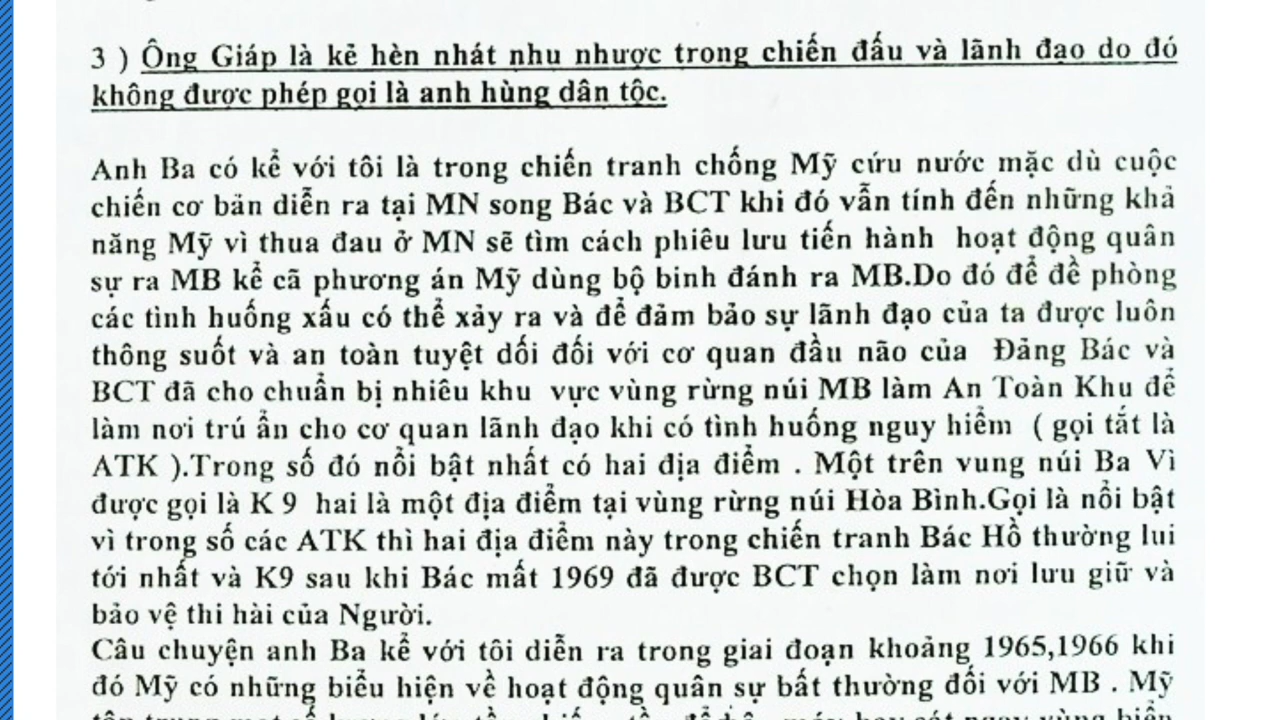 3 ) Ông Giáp là kẻ hèn nhát nhu nhược trong chiến đấu và lãnh đạo do đó
không được phép gọi là anh hùng dân tộc.
Anh Ba có kể với tôi là trong chiến tranh chống Mỹ cứu nước mặc dù cuộc
chiến cơ bản diễn ra tại MN song Bác và BCT khi đó vẫn tính đến những khả
năng Mỹ vì thua đau ở MN sẽ tìm cách phiêu lưu tiến hành hoạt động quân
sự ra MB kể cã phương án Mỹ dùng bộ binh đánh ra MB.Do đó để đề phòng
các tình huống xấu có thể xảy ra và để đảm bảo sự lãnh đạo của ta được luôn
thông suốt và an toàn tuyệt dối đối với cơ quan đầu não của Đảng Bác và
BCT đã cho chuẩn bị nhiêu khu vực vùng rừng núi MB làm An Toàn Khu để
làm nơi trú ẩn cho cơ quan lãnh đạo khi có tình huống nguy hiểm ( gọi tắt là
ATK ).Trong số đó nổi bật nhất có hai địa điểm . Một trên vung núi Ba Vì
được gọi là K 9 hai là một địa điểm tại vùng rừng núi Hòa Bình.Gọi là nổi bật
vì trong số các ATK thì hai địa điểm này trong chiến tranh Bác Hồ thường lui
tới nhất và K9 sau khi Bác mất 1969 đã được BCT chọn làm nơi lưu giữ và
bảo vệ thi hài của Người.
Câu chuyện anh Ba kể với tôi diễn ra trong giai đoạn khoảng 1965,1966 khi
đó Mỹ có những biểu hiện về hoạt động quân sự bất thường đối với MB . Mỹ